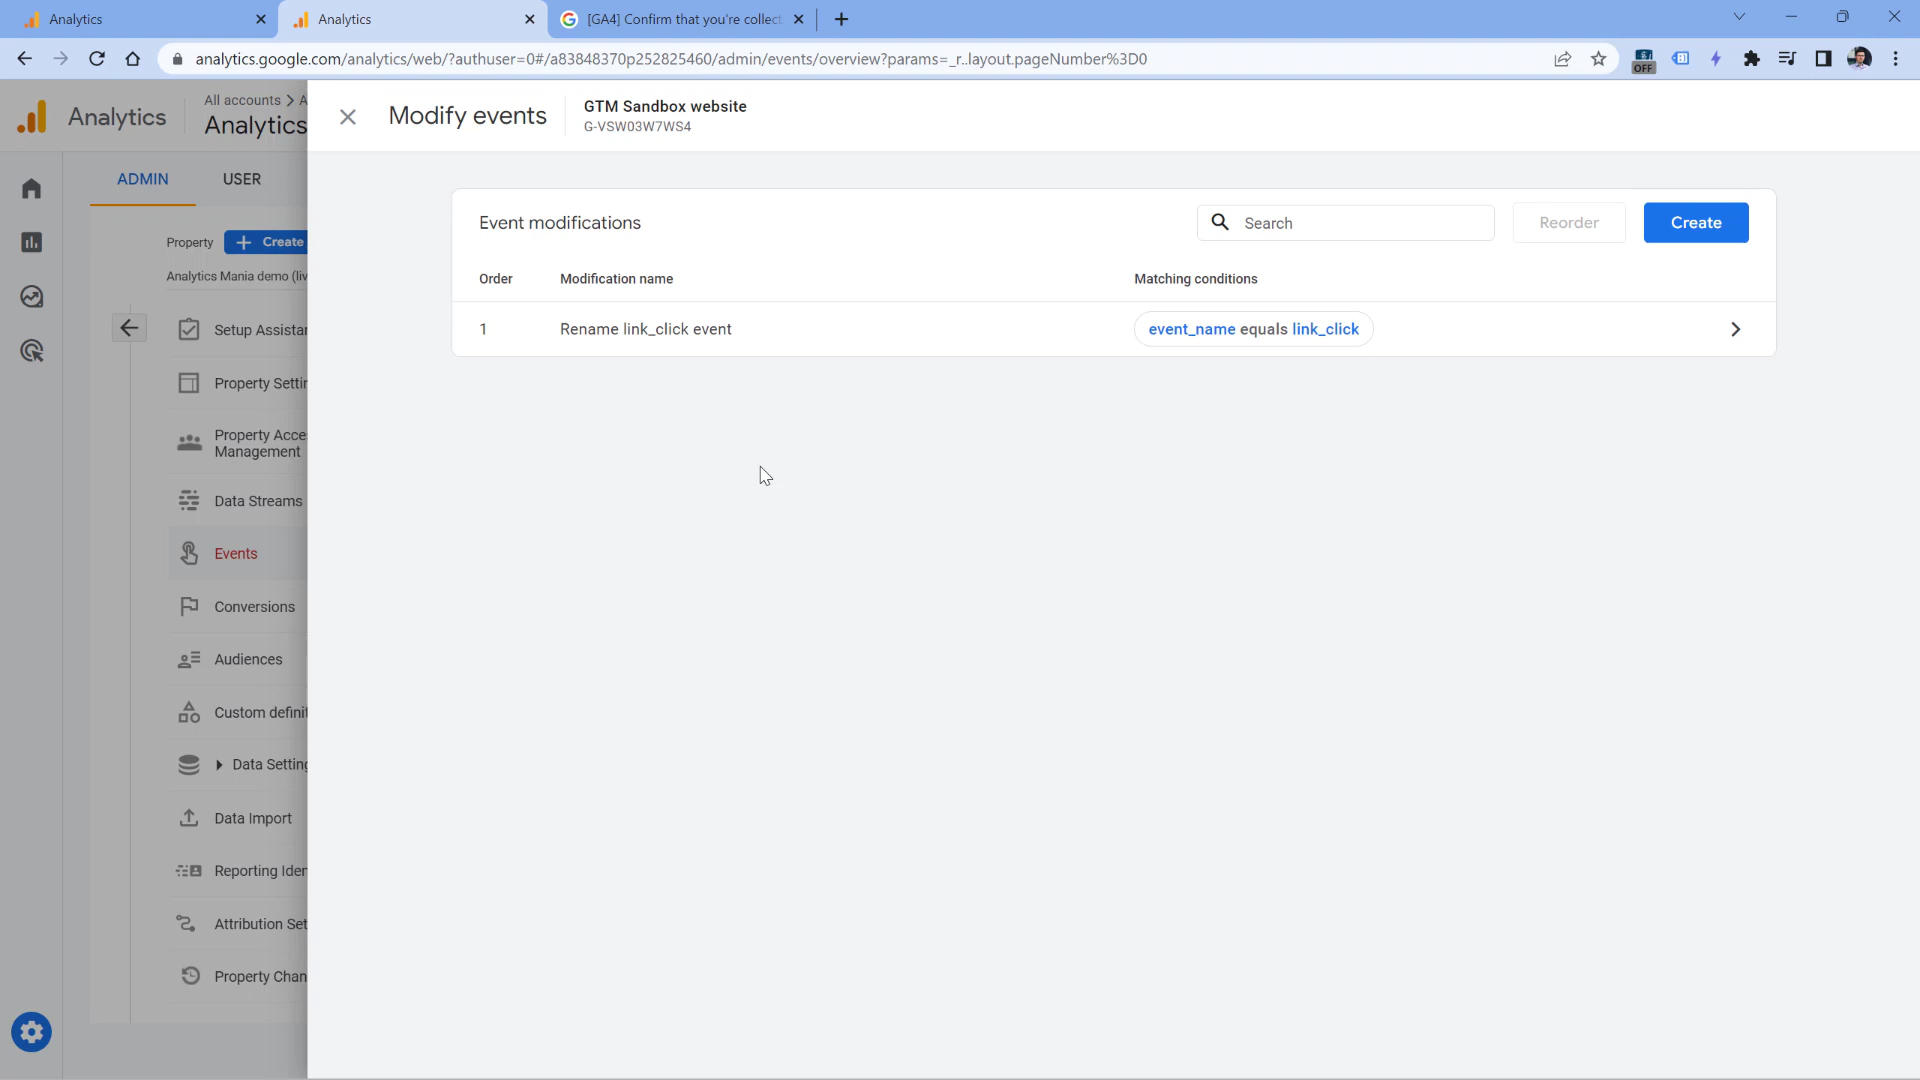 Analytics
Analytics
[GA4] Confirm that you're collect
analytics.google.com/analytics/web/?authuser=0#/a83848370p252825460/admin/events/overview?params=_r..layout.pageNumber%3D0
OFF
Analytics
All accounts > A
Analytics
Modify events
GTM Sandbox website
G-VSW03W7WS4
ADMIN
USER
Property
Create
Analytics Mania demo (liv
Setup Assistar
Property Settir
Property Acce
Management
Data Streams
Events
Conversions
Audiences
Custom definit
Data Setting
Data Import
Reporting Iden
Attribution Set
Property Chan
Event modifications
Search
Reorder
Create
Order
Modification name
Matching conditions
1
Rename link_click event
event_name equals link_click